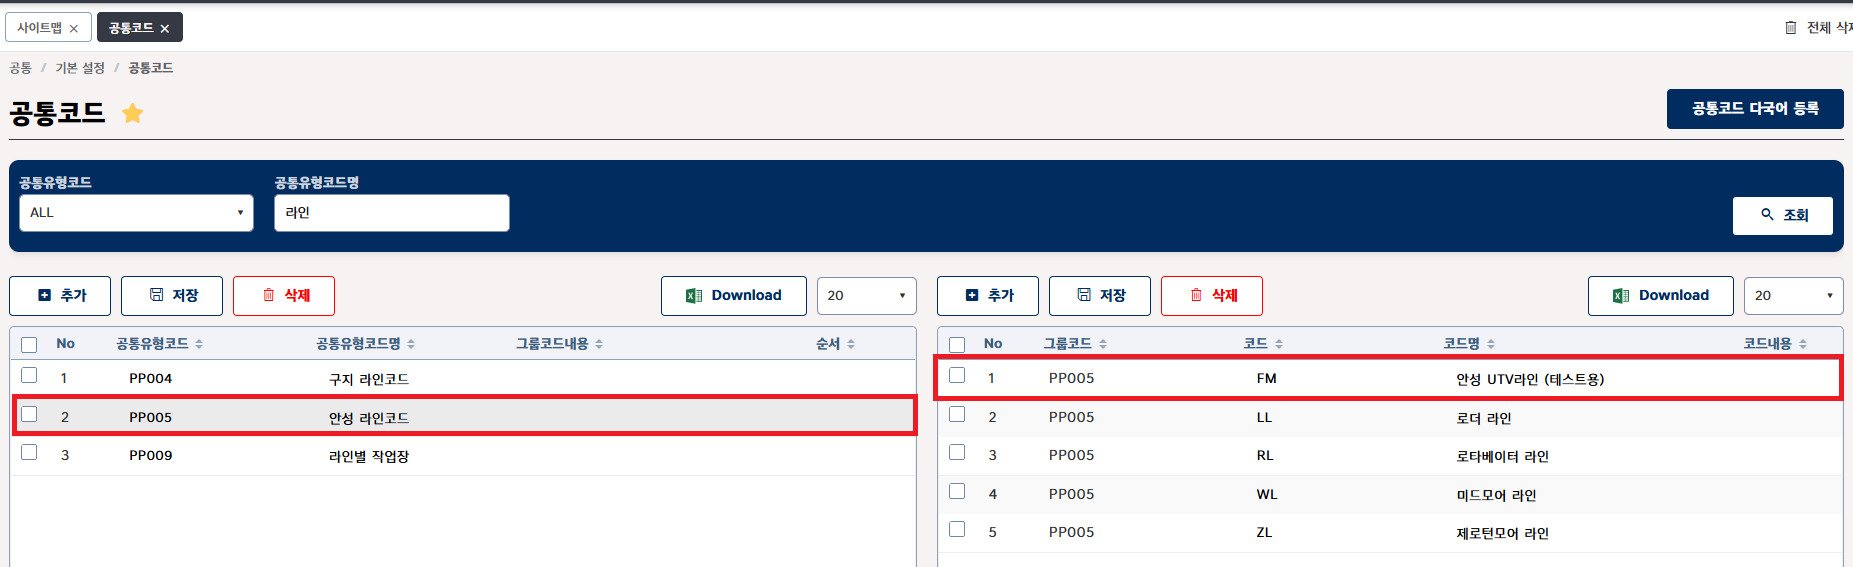 사이트맵 ×
공통코드 ×
전체 삭제
공통 / 기본 설정 / 공통코드
공통코드
공통코드 다국어 등록
공통유형코드
공통유형코드명
ALL
라인
조회
추가
저장
삭제
Download
20
추가
저장
삭제
Download
20
No 공통유형코드 공통유형코드명 그룹코드내용 순서
1 PP004 구지 라인코드
2 PP005 안성 라인코드
3 PP009 라인별 작업장
No 그룹코드 코드 코드명 코드내용
1 PP005 FM 안성 UTV라인 (테스트용)
2 PP005 LL 로더 라인
3 PP005 RL 로타베이터 라인
4 PP005 WL 미드모어 라인
5 PP005 ZL 제로턴모어 라인